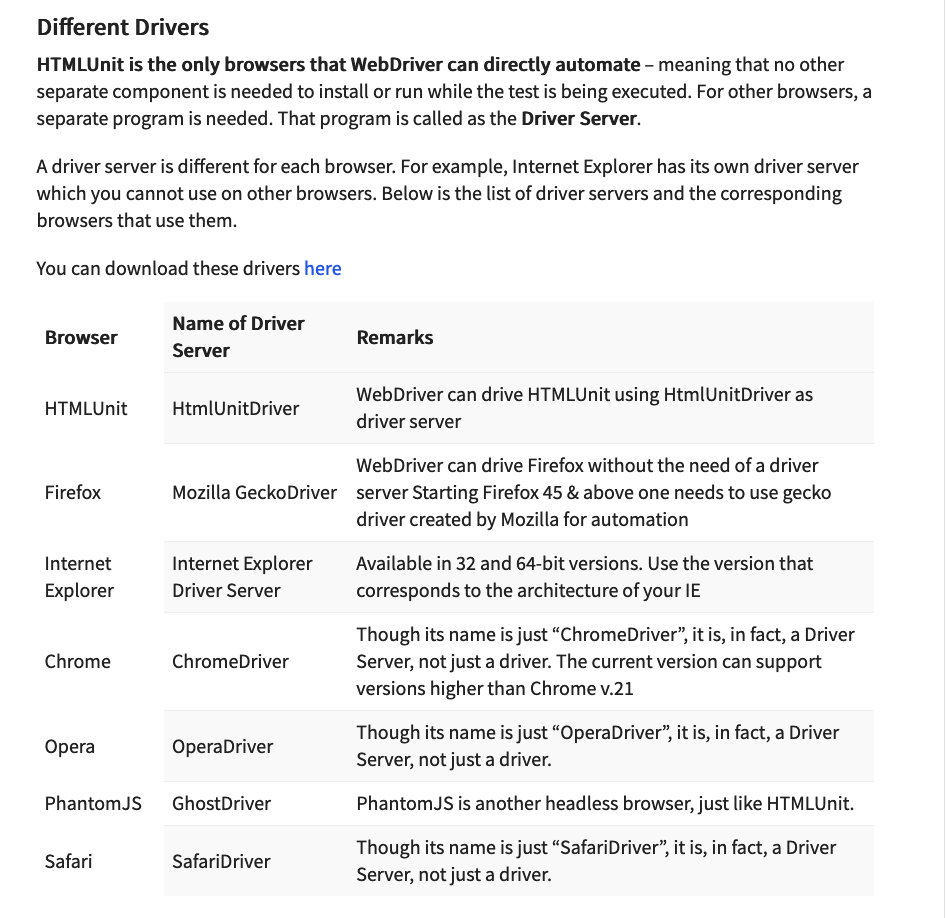 Different Drivers
HTMLUnit is the only browsers that WebDriver can directly automate – meaning that no other
separate component is needed to install or run while the test is being executed. For other browsers, a
separate program is needed. That program is called as the Driver Server.
A driver server is different for each browser. For example, Internet Explorer has its own driver server
which you cannot use on other browsers. Below is the list of driver servers and the corresponding
browsers that use them.
You can download these drivers here
Browser
Name of Driver
Server
Remarks
HTMLUnit
HtmlUnitDriver
WebDriver can drive HTMLUnit using HtmlUnitDriver as
driver server
Firefox
Mozilla GeckoDriver
WebDriver can drive Firefox without the need of a driver
server Starting Firefox 45 & above one needs to use gecko
driver created by Mozilla for automation
Internet
Explorer
Internet Explorer
Driver Server
Available in 32 and 64-bit versions. Use the version that
corresponds to the architecture of your IE
Chrome
ChromeDriver
Though its name is just “ChromeDriver”, it is, in fact, a Driver
Server, not just a driver. The current version can support
versions higher than Chrome v.21
Opera
OperaDriver
Though its name is just “OperaDriver”, it is, in fact, a Driver
Server, not just a driver.
PhantomJS
GhostDriver
PhantomJS is another headless browser, just like HTMLUnit.
Safari
SafariDriver
Though its name is just “SafariDriver”, it is, in fact, a Driver
Server, not just a driver.